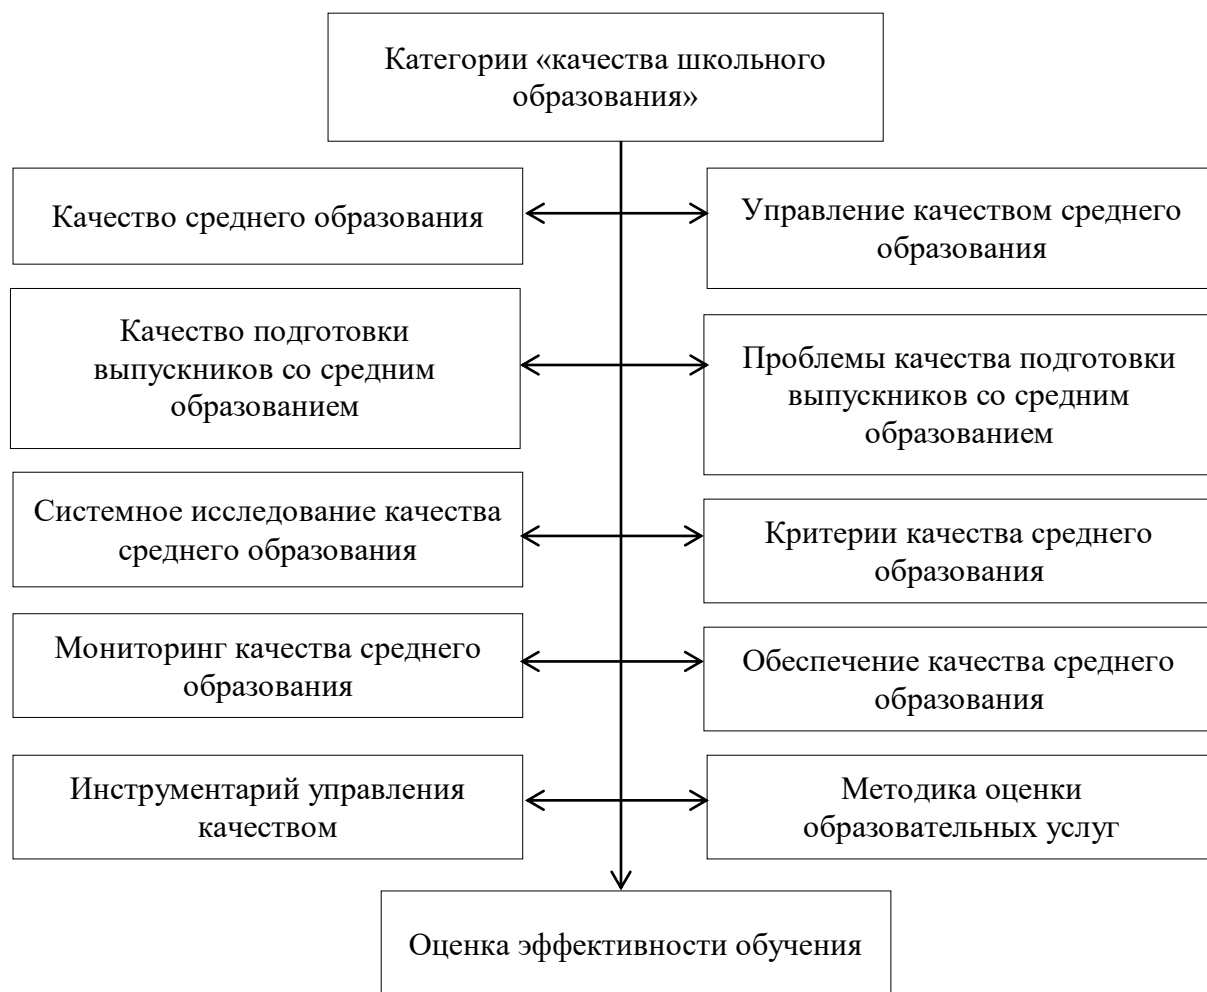 Категории «качества школьного
образования»
Качество среднего образования
Управление качеством среднего
образования
Качество подготовки
выпускников со средним
образованием
Проблемы качества подготовки
выпускников со средним
образованием
Системное исследование качества
среднего образования
Критерии качества среднего
образования
Мониторинг качества среднего
образования
Обеспечение качества среднего
образования
Инструментарий управления
качеством
Методика оценки
образовательных услуг
Оценка эффективности обучения